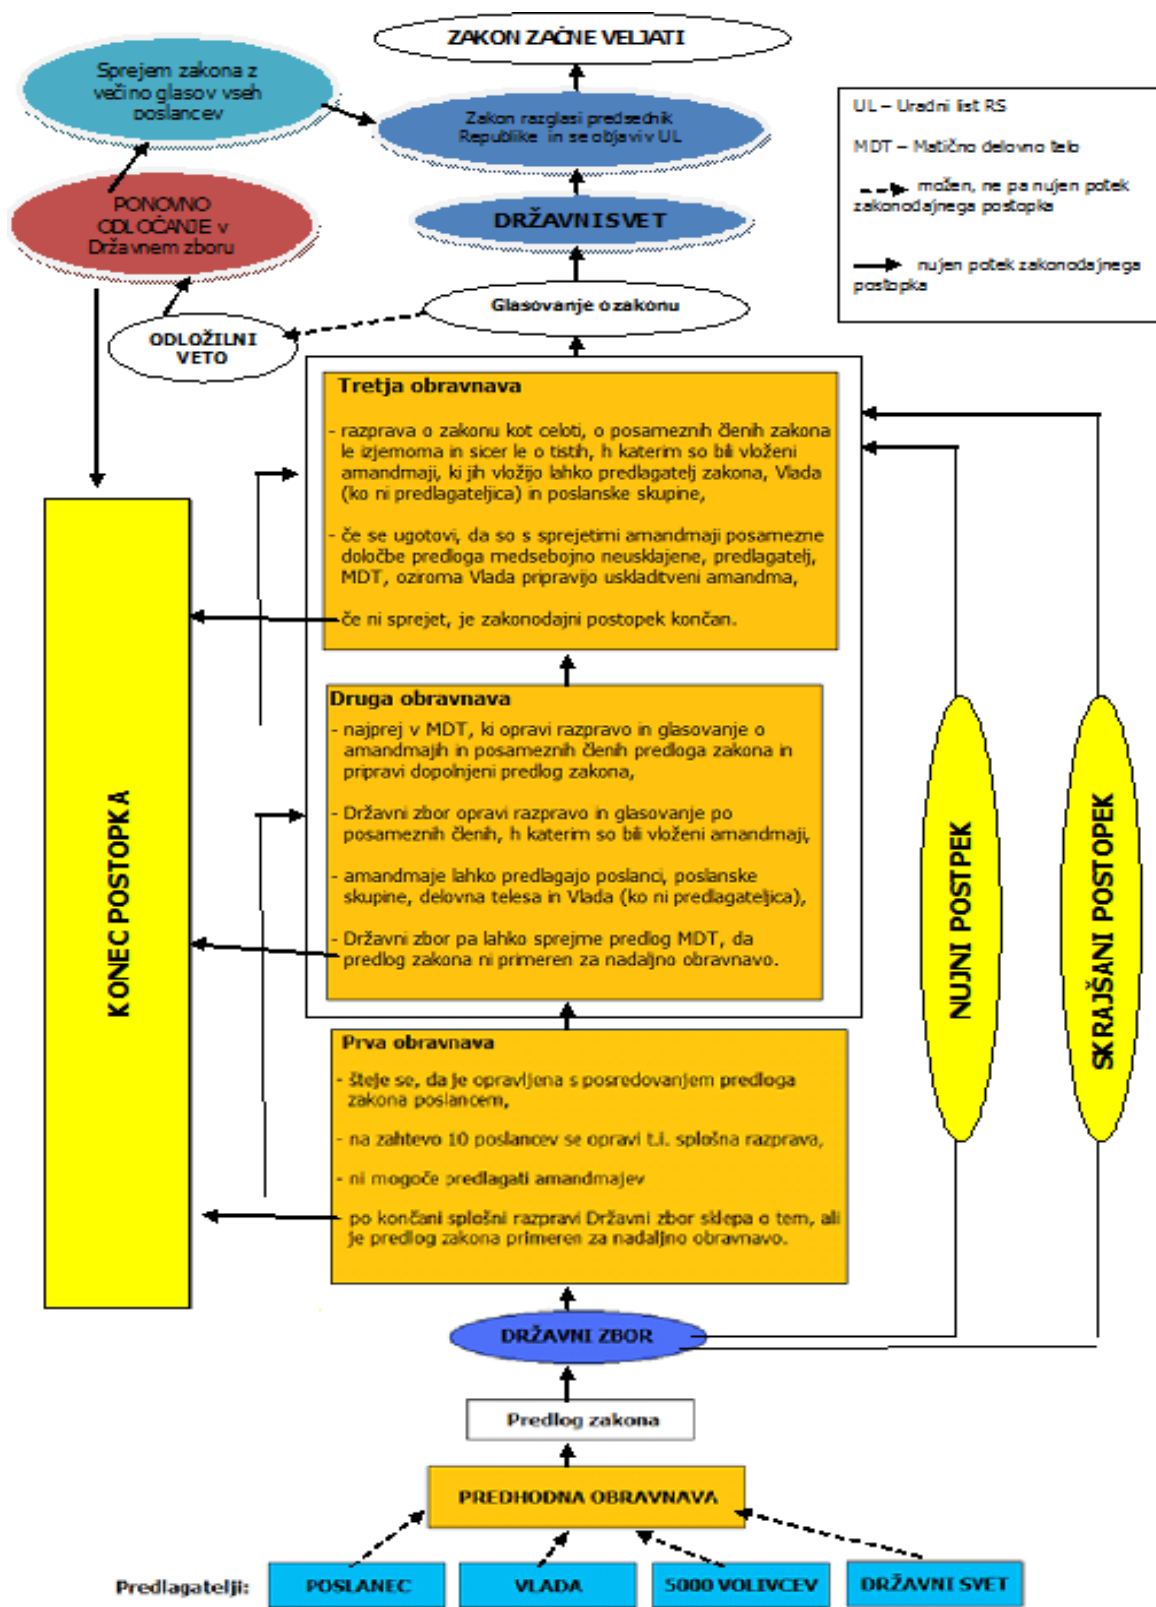 ZAKON ZAČNE VELJATI
Sprejem zakona z
večino glasov vseh
poslancev
Zakon razglasi predsednik
Republike in se objavi v UL
UL – Uradni list RS
MDT – Matično delovno telo
možen, ne pa nujen potek
zakonodajnega postopka
nujen potek zakonodajnega
postopka
PONOVNO
ODLOČANJE v
Državnem zboru
DRŽAVNI SVET
Glasovanje o zakonu
ODLOŽILNI
VETO
Tretja obravnava
- razprava o zakonu kot celoti, o posameznih členih zakona
le izjemoma in sicer le o tistih, h katerim so bili vloženi
amandmaji, ki jih vložijo lahko predlagatelj zakona, Vlada
(ko ni predlagateljica) in poslanske skupine,
- če se ugotovi, da so s sprejetimi amandmaji posamezne
določbe predloga medsebojno neusklajene, predlagatelj,
MDT, oziroma Vlada pripravijo uskladitveni amandma,
- če ni sprejet, je zakonodajni postopek končan.
Druga obravnava
- najprej v MDT, ki opravi razpravo in glasovanje o
amandmajih in posameznih členih predloga zakona in
pripravi dopolnjeni predlog zakona,
- Državni zbor opravi razpravo in glasovanje po
posameznih členih, h katerim so bili vloženi amandmaji,
- amandmaje lahko predlagajo poslanci, poslanske
skupine, delovna telesa in Vlada (ko ni predlagateljica),
- Državni zbor pa lahko sprejme predlog MDT, da
predlog zakona ni primeren za nadaljno obravnavo.
Prva obravnava
- šteje se, da je opravljena s posredovanjem predloga
zakona poslancem,
- na zahtevo 10 poslancev se opravi t.i. splošna razprava,
- ni mogoče predlagati amandmajev
po končani splošni razpravi Državni zbor sklepa o tem, ali
je predlog zakona primeren za nadaljno obravnavo.
KONEC POSTOPKA
NUJNI POSTPEK
SKRAJŠANI POSTOPEK
DRŽAVNI ZBOR
Predlog zakona
PREDHODNA OBRAVNAVA
Predlagatelji:
POSLANEC
VLADA
5000 VOLIVCEV
DRŽAVNI SVET